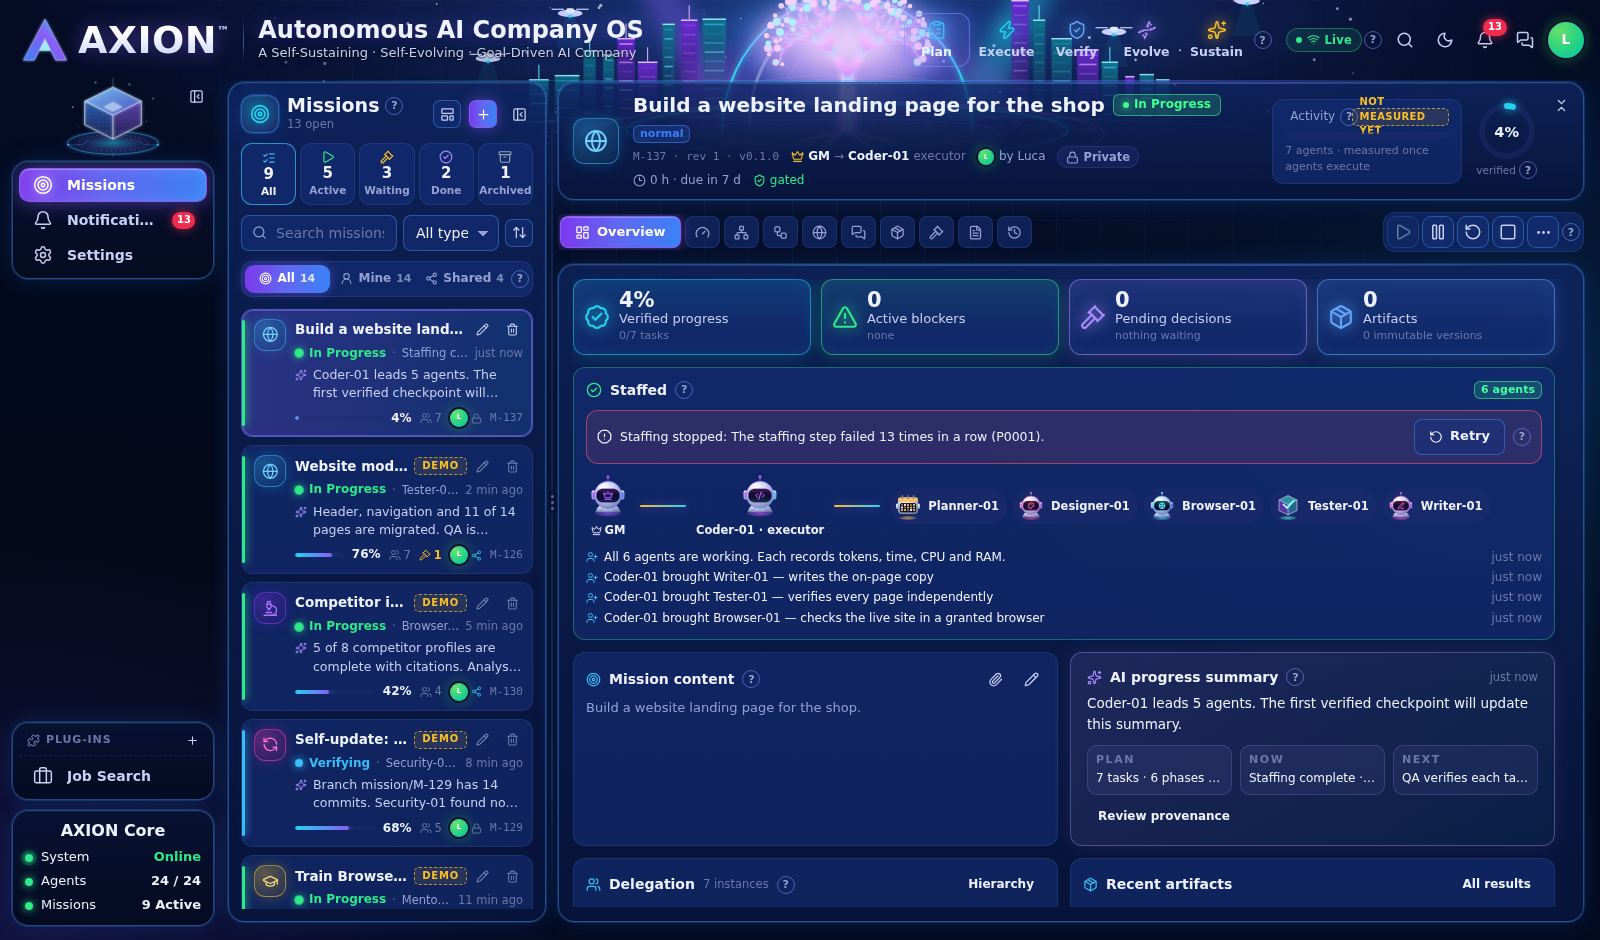 AXION™
Autonomous AI Company OS
A Self-Sustaining · Self-Evolving · Goal-Driven AI Company
Plan
Execute
Verify
Evolve
·
Sustain
?
Live
?
13
L
Missions
Notificati…
13
Settings
PLUG-INS
+
Job Search
AXION Core
System
Online
Agents
24 / 24
Missions
9 Active
Missions
?
13 open
+
9
All
5
Active
3
Waiting
2
Done
1
Archived
Search missions
All type
All 14
Mine 14
Shared 4
?
Build a website land…
In Progress · Staffing c… just now
Coder-01 leads 5 agents. The
first verified checkpoint will…
4%
7
L
M-137
Website mod…
DEMO
In Progress · Tester-0… 2 min ago
Header, navigation and 11 of 14
pages are migrated. QA is…
76%
7
1
L
M-126
Competitor i…
DEMO
In Progress · Browser… 5 min ago
5 of 8 competitor profiles are
complete with citations. Analys…
42%
4
L
M-130
Self-update: …
DEMO
Verifying · Security-0… 8 min ago
Branch mission/M-129 has 14
commits. Security-01 found no…
68%
5
L
M-129
Train Browse…
DEMO
In Progress · Mento… 11 min ago
Build a website landing page for the shop
In Progress
normal
M-137 · rev 1 · v0.1.0
GM → Coder-01 executor
L
by Luca
Private
0 h · due in 7 d
gated
Activity
?
NOT MEASURED YET
7 agents · measured once
agents execute
4%
verified
?
Overview
?
4%
Verified progress
0/7 tasks
0
Active blockers
none
0
Pending decisions
nothing waiting
0
Artifacts
0 immutable versions
Staffed
?
6 agents
Staffing stopped: The staffing step failed 13 times in a row (P0001).
Retry
?
GM
Coder-01 · executor
Planner-01
Designer-01
Browser-01
Tester-01
Writer-01
All 6 agents are working. Each records tokens, time, CPU and RAM.
just now
Coder-01 brought Writer-01 — writes the on-page copy
just now
Coder-01 brought Tester-01 — verifies every page independently
just now
Coder-01 brought Browser-01 — checks the live site in a granted browser
just now
Mission content
?
Build a website landing page for the shop.
AI progress summary
?
just now
Coder-01 leads 5 agents. The first verified checkpoint will update
this summary.
PLAN
7 tasks · 6 phases …
NOW
Staffing complete ·…
NEXT
QA verifies each ta…
Review provenance
Delegation
7 instances
?
Hierarchy
Recent artifacts
All results